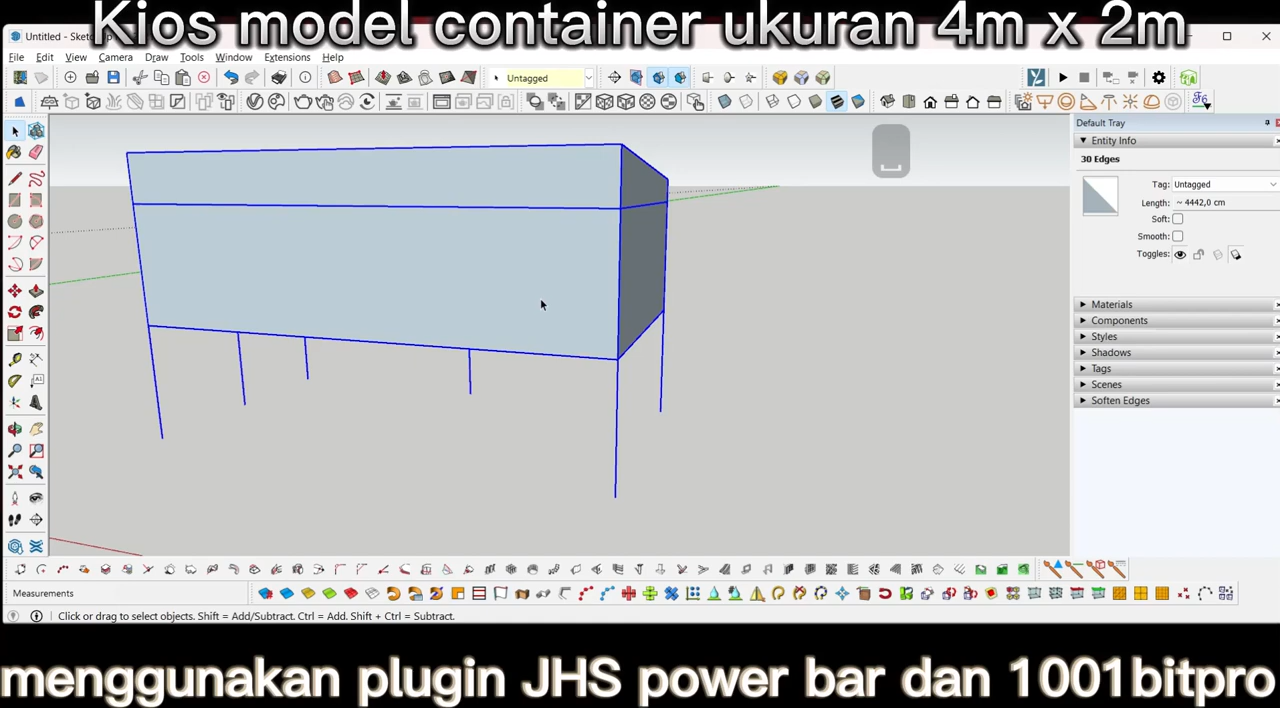 Kios model container ukuran 4m x 2m
Untitled - Sketc
File Edit View Camera Draw Tools Window Extensions Help
Untagged
Default Tray
Entity Info
30 Edges
Tag: Untagged
Length: ~ 4442,0 cm
Soft:
Smooth:
Toggles:
Materials
Components
Styles
Shadows
Tags
Scenes
Soften Edges
Measurements
Click or drag to select objects. Shift = Add/Subtract. Ctrl = Add. Shift + Ctrl = Subtract.
menggunakan plugin JHS power bar dan 1001bitpro